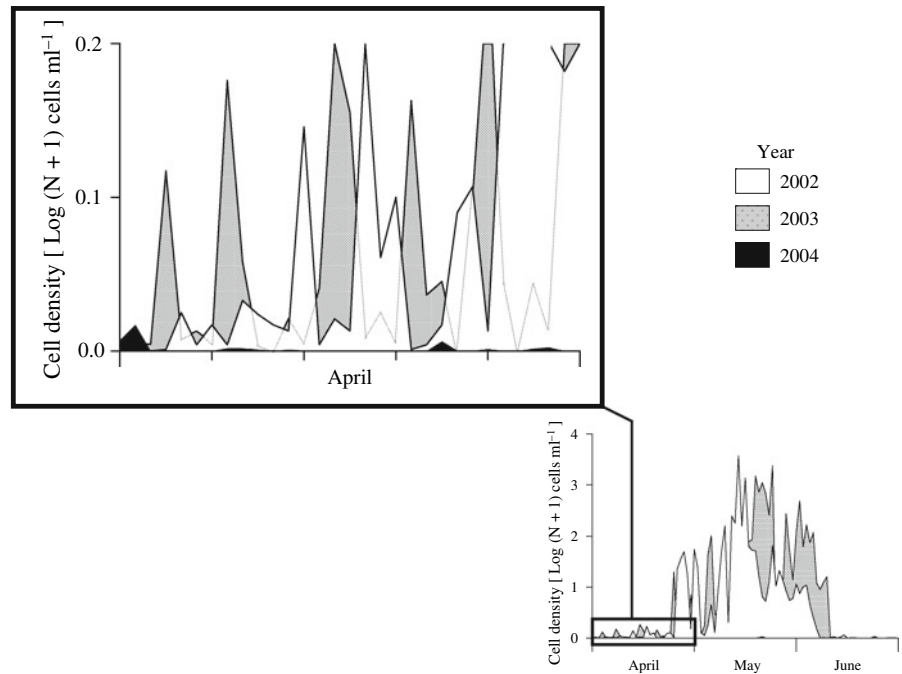 Cell density [ Log (N + 1) cells ml⁻¹ ]
0.2
0.1
0.0
April
Year
2002
2003
2004
Cell density [ Log (N + 1) cells ml⁻¹ ]
4
3
2
1
0
April May June